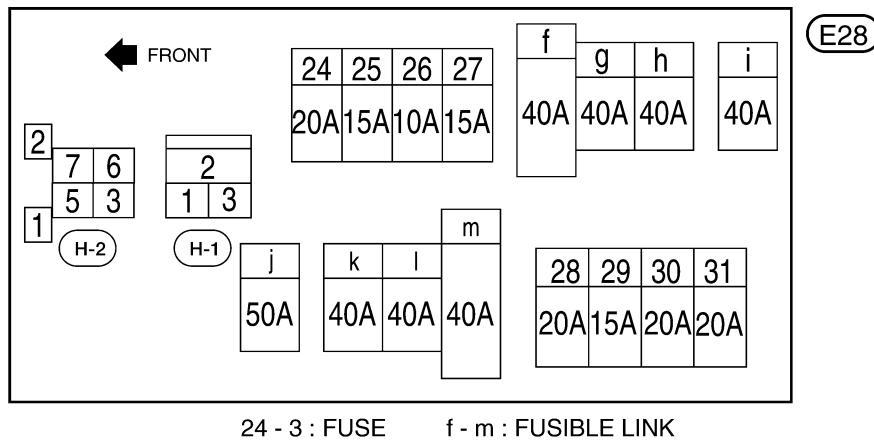 E28
FRONT
24 25 26 27
20A 15A 10A 15A
f g h i
40A 40A 40A 40A
2
7 6
5 3
1
H-2
2
1 3
H-1
j k l m
50A 40A 40A 40A
28 29 30 31
20A 15A 20A 20A
24 - 3 : FUSE f - m : FUSIBLE LINK